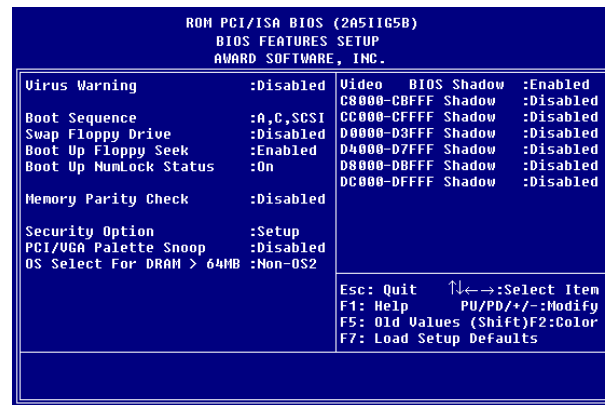 ROM PCI/ISA BIOS (2A5IIG5B)
BIOS FEATURES SETUP
AWARD SOFTWARE, INC.
Virus Warning :Disabled
Boot Sequence :A,C,SCSI
Swap Floppy Drive :Disabled
Boot Up Floppy Seek :Enabled
Boot Up NumLock Status :On
Memory Parity Check :Disabled
Security Option :Setup
PCI/VGA Palette Snoop :Disabled
OS Select For DRAM > 64MB :Non-OS2
Video BIOS Shadow :Enabled
C8000-CBFFF Shadow :Disabled
CC000-CFFFF Shadow :Disabled
D0000-D3FFF Shadow :Disabled
D4000-D7FFF Shadow :Disabled
D8000-DBFFF Shadow :Disabled
DC000-DFFFF Shadow :Disabled
Esc: Quit ↑↓←→:Select Item
F1: Help PU/PD/+/-:Modify
F5: Old Values (Shift)F2:Color
F7: Load Setup Defaults